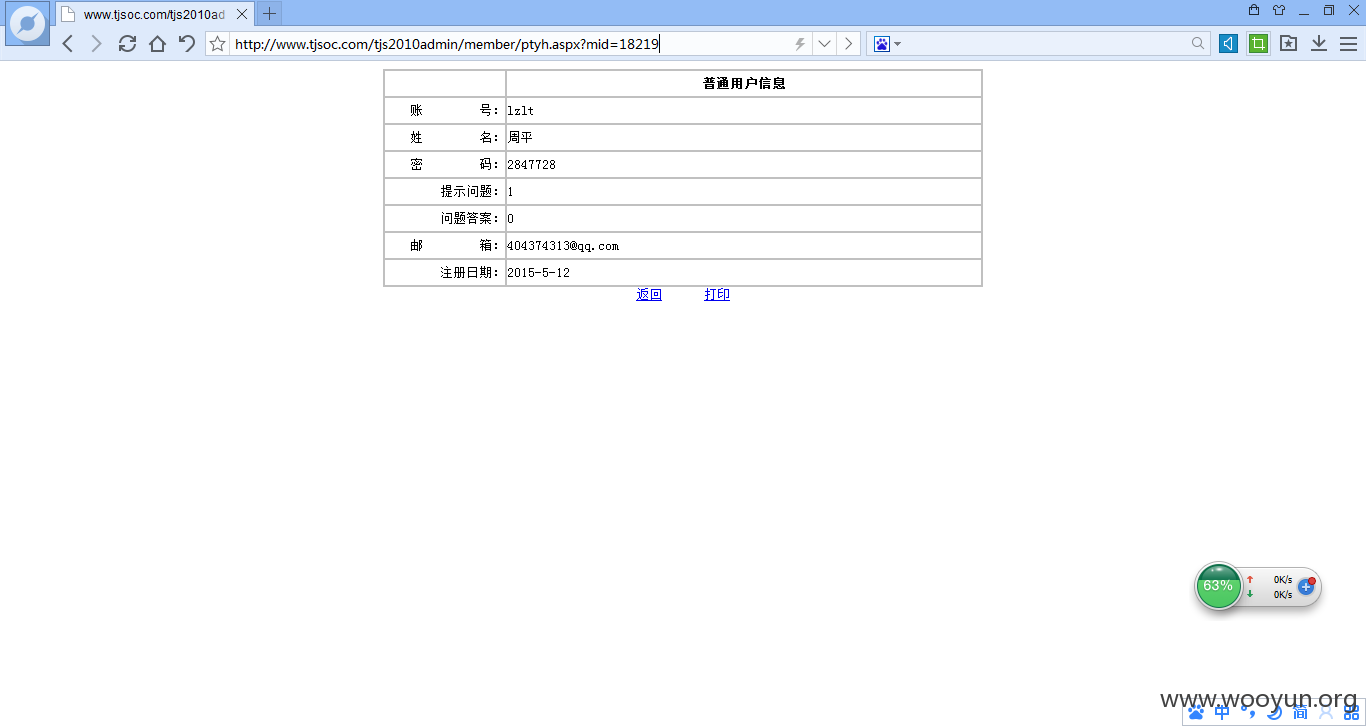 www.tjsoc.com/tjs2010ad
http://www.tjsoc.com/tjs2010admin/member/ptyh.aspx?mid=18219
普通用户信息
账 号： lzlt
姓 名： 周平
密 码： 2847728
提示问题： 1
问题答案： 0
邮 箱： 404374313@qq.com
注册日期： 2015-5-12
返回 打印
63% 0K/s
0K/s
www.wooyun.org
中 简